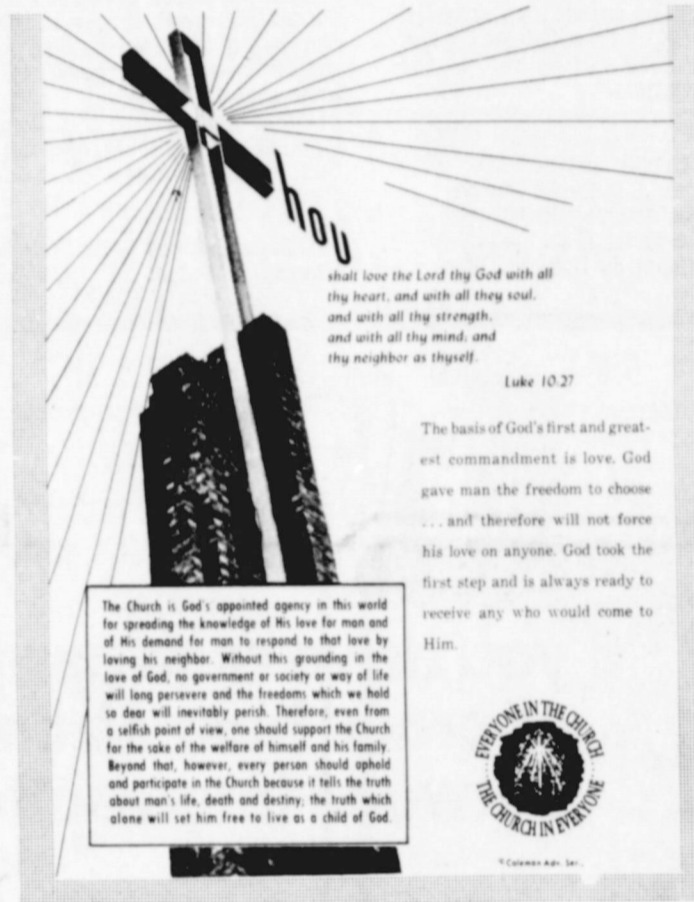 Thou
shalt love the Lord thy God with all
thy heart, and with all they soul,
and with all thy strength,
and with all thy mind; and
thy neighbor as thyself.
Luke 10:27
The basis of God's first and great-
est commandment is love. God
gave man the freedom to choose
... and therefore will not force
his love on anyone. God took the
first step and is always ready to
receive any who would come to
Him.
The Church is God's appointed agency in this world
for spreading the knowledge of His love for man and
of His demand for man to respond to that love by
loving his neighbor. Without this grounding in the
love of God, no government or society or way of life
will long persevere and the freedoms which we hold
so dear will inevitably perish. Therefore, even from
a selfish point of view, one should support the Church
for the sake of the welfare of himself and his family.
Beyond that, however, every person should uphold
and participate in the Church because it tells the truth
about man's life, death and destiny; the truth which
alone will set him free to live as a child of God.
EVERYONE IN THE CHURCH
THE CHURCH IN EVERYONE
© Coleman Adv. Ser.